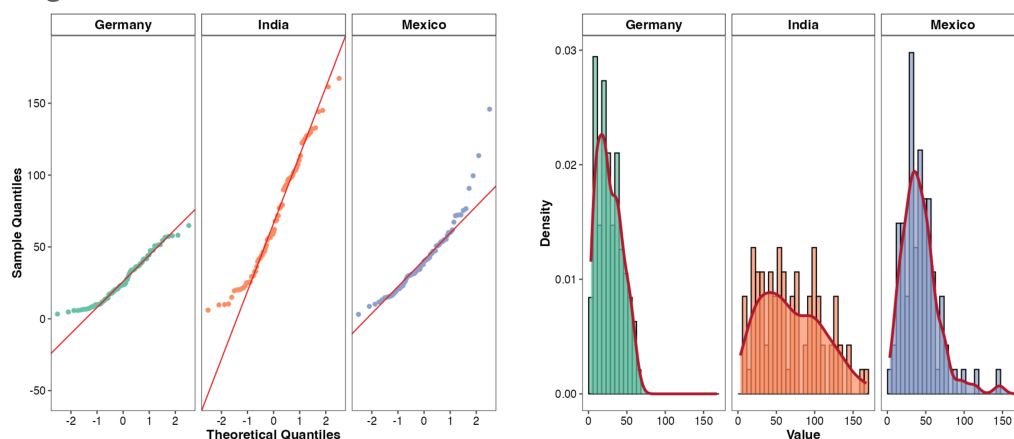 Germany India Mexico
Sample Quantiles
150
100
50
0
-50
-2 -1 0 1 2 -2 -1 0 1 2 -2 -1 0 1 2
Theoretical Quantiles
Germany India Mexico
Density
0.03
0.02
0.01
0.00
0 50 100 150 0 50 100 150 0 50 100 150
Value